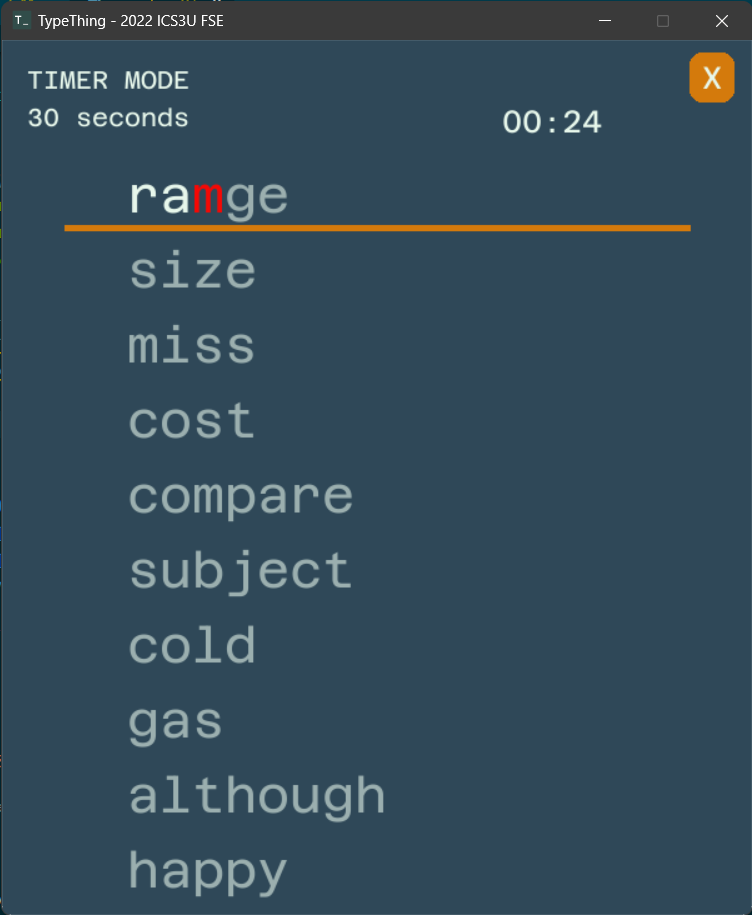 T_ TypeThing - 2022 ICS3U FSE
TIMER MODE
X
30 seconds
00:24
ramge
size
miss
cost
compare
subject
cold
gas
although
happy